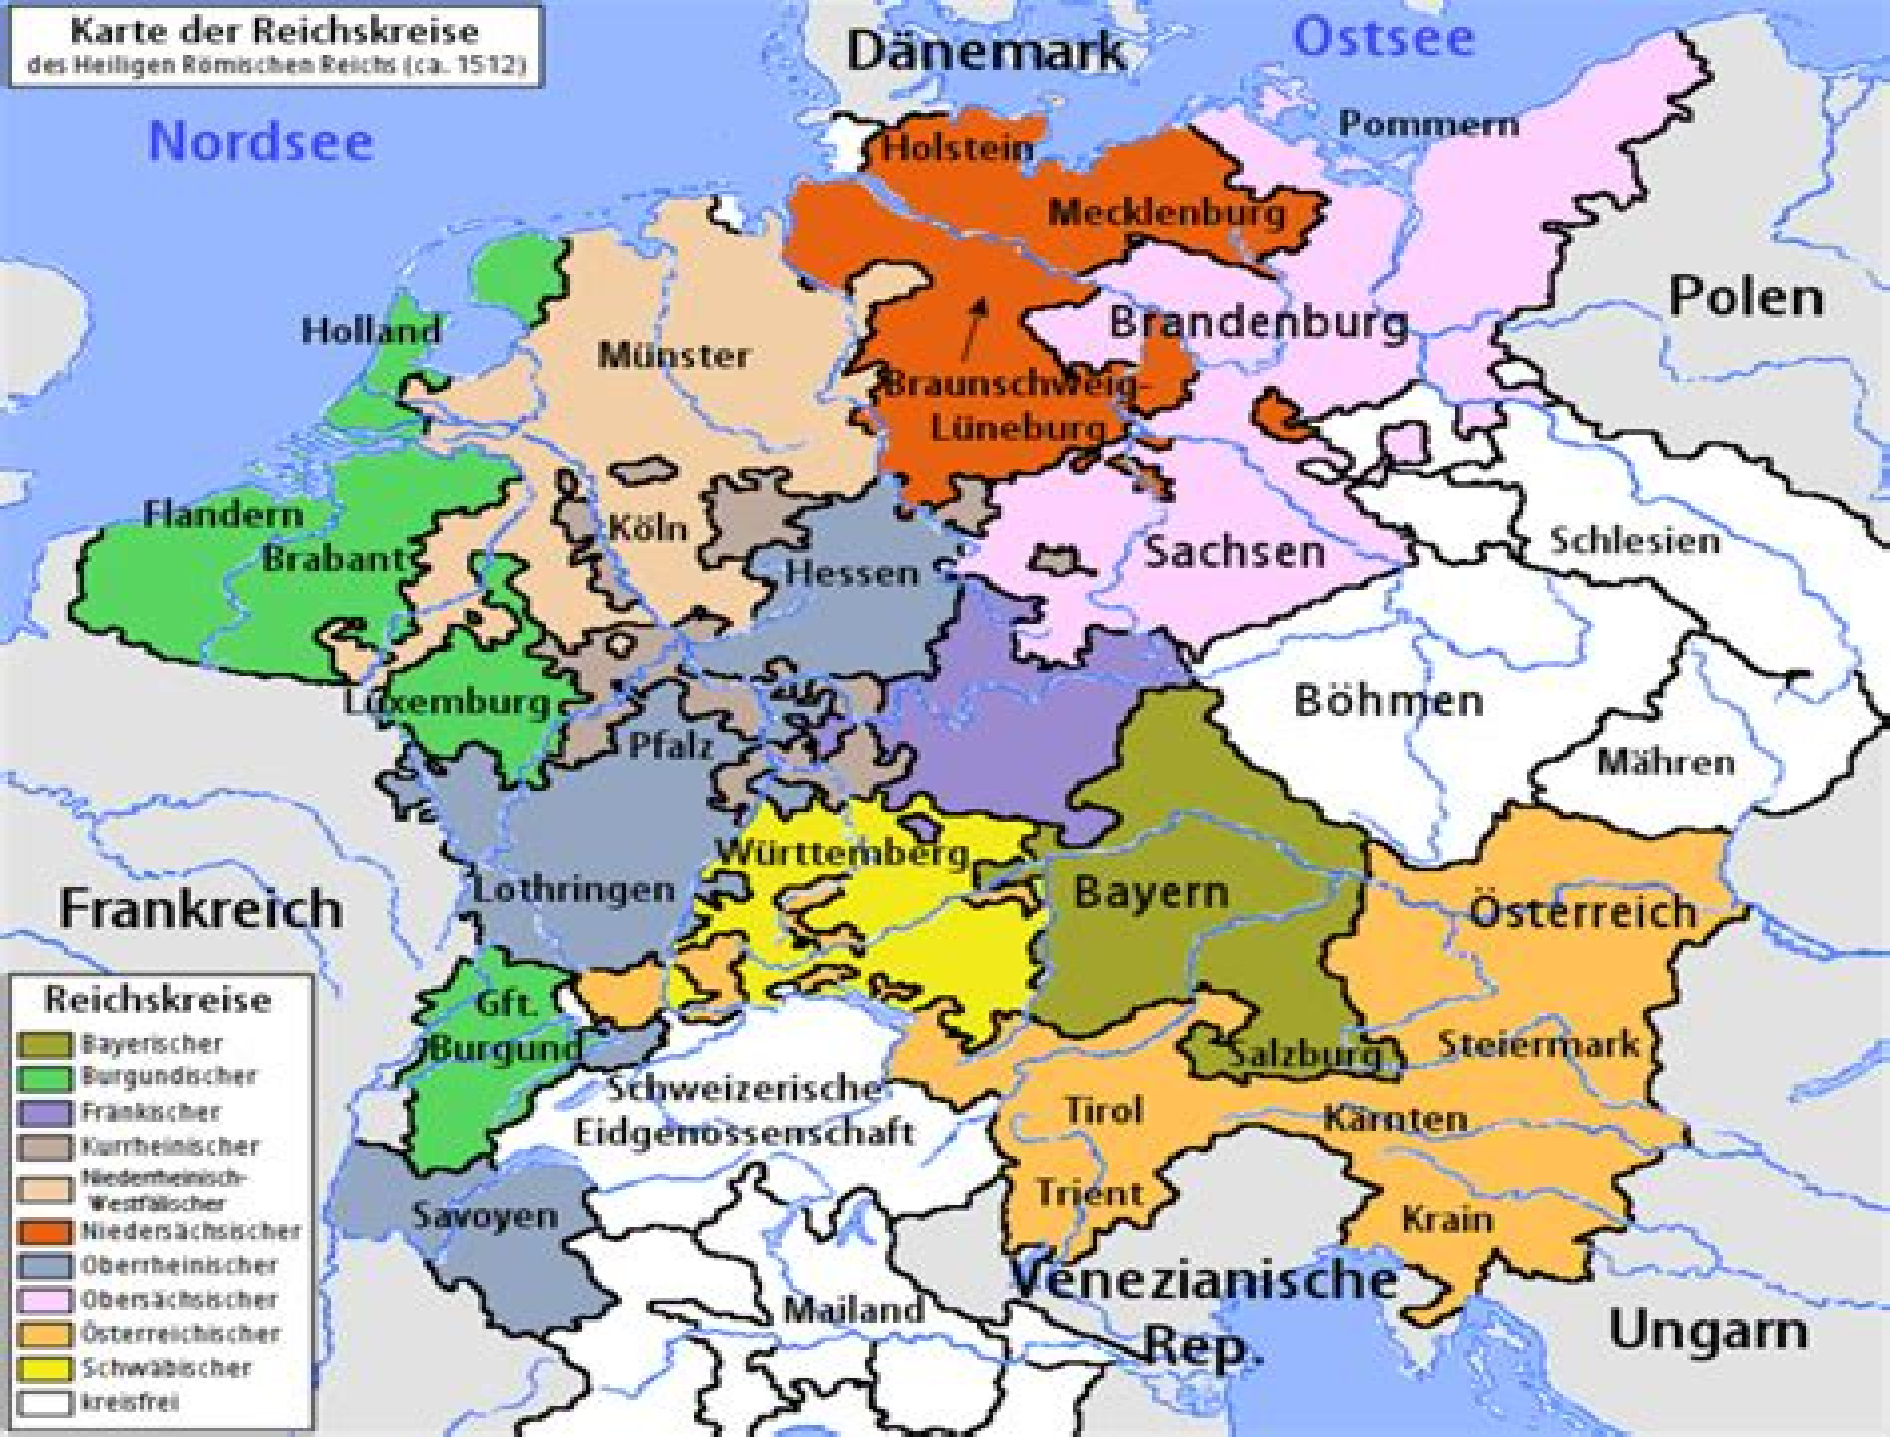 Karte der Reichskreise
des Heiligen Römischen Reichs (ca. 1512)
Dänemark
Ostsee
Nordsee
Pommern
Holstein
Mecklenburg
Polen
Holland
Brandenburg
Münster
Braunschweig-
Lüneburg
Flandern
Köln
Schlesien
Brabant
Sachsen
Hessen
Luxemburg
Böhmen
Pfalz
Mähren
Württemberg
Lothringen
Bayern
Frankreich
Österreich
Gft.
Burgund
Salzburg
Steiermark
Schweizerische
Eidgenossenschaft
Tirol
Kärnten
Trient
Savoyen
Krain
Venezianische
Rep.
Mailand
Ungarn
Reichskreise
Bayerischer
Burgundischer
Fränkischer
Kurrheinischer
Niederrheinisch-
Westfälischer
Niedersächsischer
Oberrheinischer
Obersächsischer
Österreichischer
Schwäbischer
kreisfrei